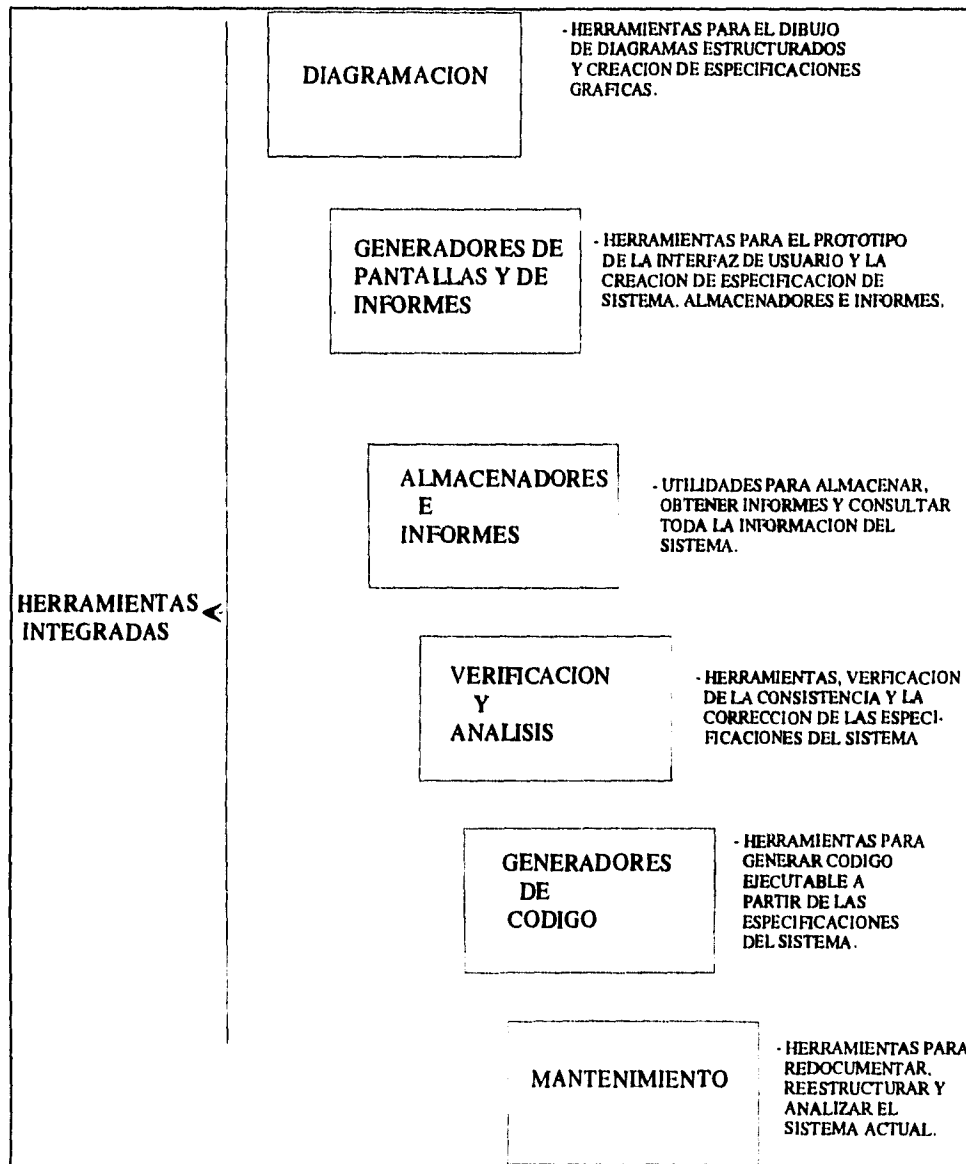 DIAGRAMACION
- HERRAMIENTAS PARA EL DIBUJO
DE DIAGRAMAS ESTRUCTURADOS
Y CREACION DE ESPECIFICACIONES
GRAFICAS.
GENERADORES DE
PANTALLAS Y DE
INFORMES
- HERRAMIENTAS PARA EL PROTOTIPO
DE LA INTERFAZ DE USUARIO Y LA
CREACION DE ESPECIFICACION DE
SISTEMA. ALMACENADORES E INFORMES.
ALMACENADORES
E
INFORMES
- UTILIDADES PARA ALMACENAR,
OBTENER INFORMES Y CONSULTAR
TODA LA INFORMACION DEL
SISTEMA.
HERRAMIENTAS
INTEGRADAS
VERIFICACION
Y
ANALISIS
- HERRAMIENTAS, VERFICACION
DE LA CONSISTENCIA Y LA
CORRECCION DE LAS ESPECI-
FICACIONES DEL SISTEMA
GENERADORES
DE
CODIGO
- HERRAMIENTAS PARA
GENERAR CODIGO
EJECUTABLE A
PARTIR DE LAS
ESPECIFICACIONES
DEL SISTEMA.
MANTENIMIENTO
- HERRAMIENTAS PARA
REDOCUMENTAR,
REESTRUCTURAR Y
ANALIZAR EL
SISTEMA ACTUAL.